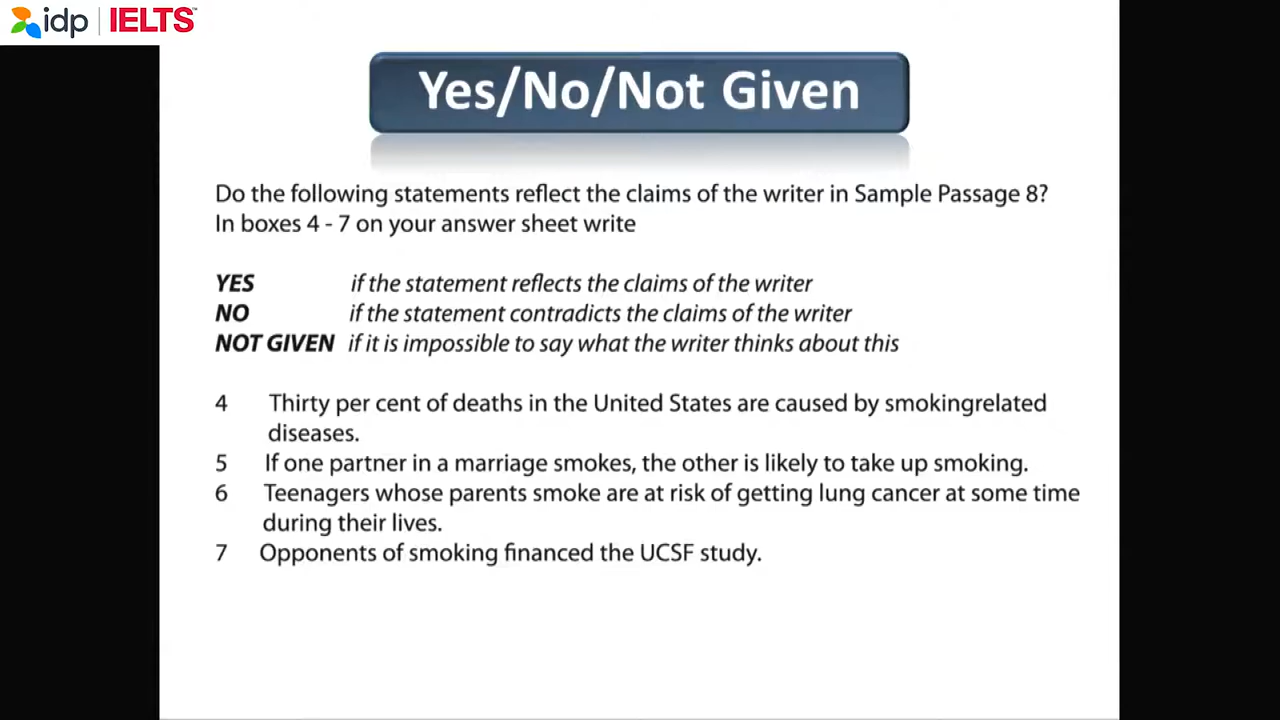 idp | IELTS™
Yes/No/Not Given
Do the following statements reflect the claims of the writer in Sample Passage 8?
In boxes 4 - 7 on your answer sheet write
YES if the statement reflects the claims of the writer
NO if the statement contradicts the claims of the writer
NOT GIVEN if it is impossible to say what the writer thinks about this
4 Thirty per cent of deaths in the United States are caused by smokingrelated
diseases.
5 If one partner in a marriage smokes, the other is likely to take up smoking.
6 Teenagers whose parents smoke are at risk of getting lung cancer at some time
during their lives.
7 Opponents of smoking financed the UCSF study.